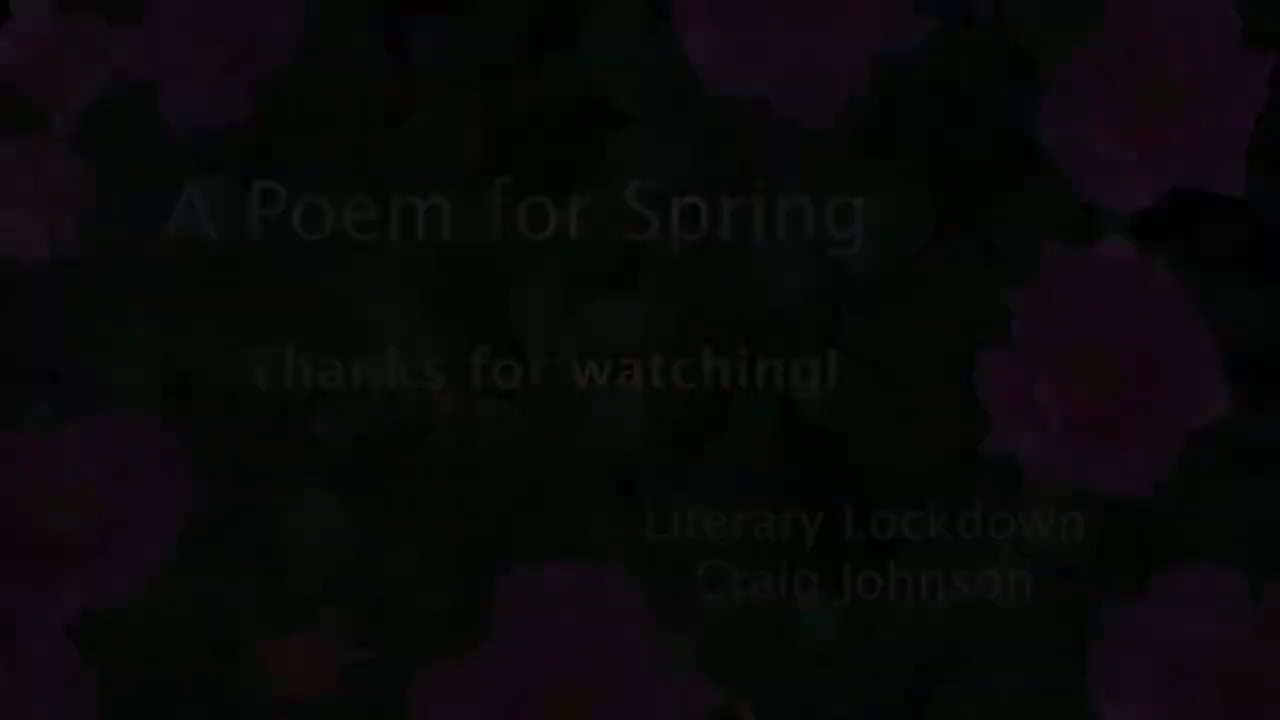 A Poem for Spring
Thanks for watching!
Literary Lockdown
Craig Johnson